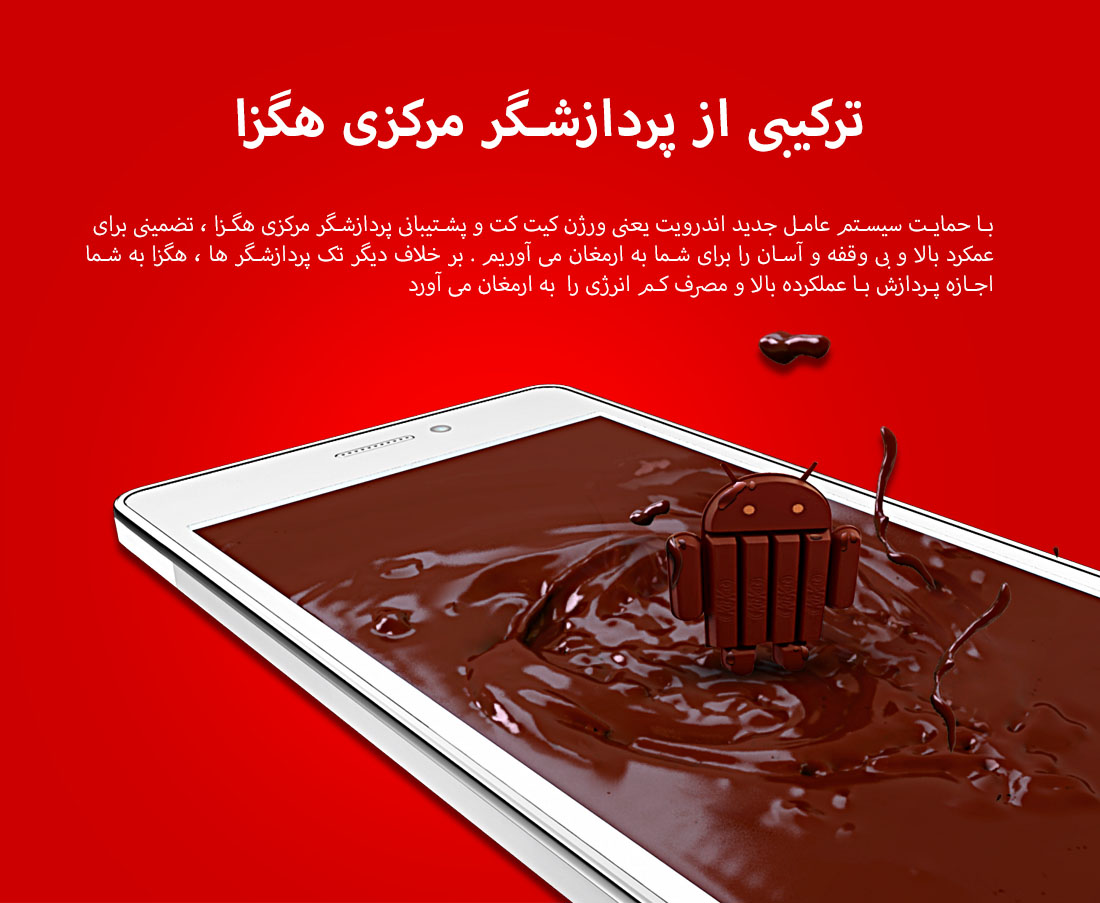 ترکیبی از پردازشگر مرکزی هگزا
با حمایت سیستم عامل جدید اندرویت یعنی ورژن کیت کت و پشتیبانی پردازشگر مرکزی هگزا ، تضمینی برای
عمکرد بالا و بی وقفه و آسان را برای شما به ارمغان می آوریم . بر خلاف دیگر تک پردازشگر ها ، هگزا به شما
اجازه پردازش با عملکرده بالا و مصرف کم انرژی را به ارمغان می آورد